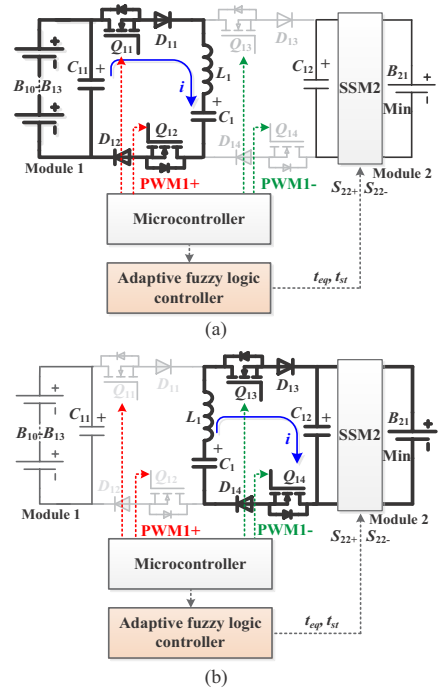 Q11 D11 Q13 D13
C11 + L1 C12 + SSM2 B21 +
B10-B13 i + C1 Min
D12 Q12 D14 Q14
Module 1 Module 2
PWM1+ PWM1- S22+ S22-
Microcontroller
Adaptive fuzzy logic
controller
teq, tst
(a)
Q11 D11 Q13 D13
C11 + L1 C12 + SSM2 B21 +
B10-B13 i + C1 Min
D12 Q12 D14 Q14
Module 1 Module 2
PWM1+ PWM1- S22+ S22-
Microcontroller
Adaptive fuzzy logic
controller
teq, tst
(b)